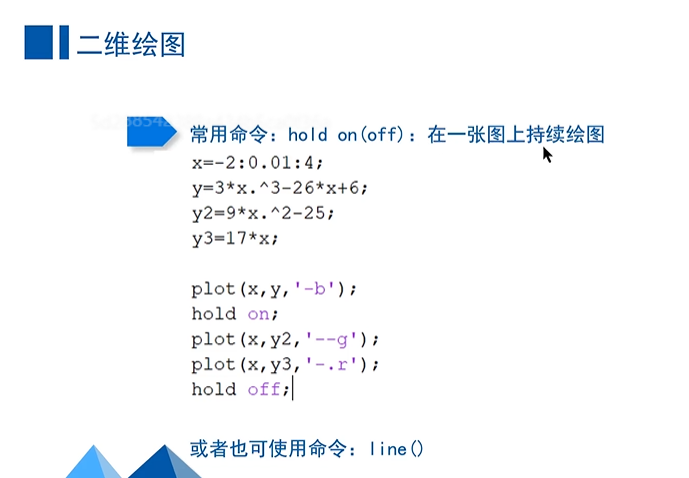 二维绘图
常用命令：hold on(off)：在一张图上持续绘图
x=-2:0.01:4;
y=3*x.^3-26*x+6;
y2=9*x.^2-25;
y3=17*x;
plot(x,y,'-b');
hold on;
plot(x,y2,'--g');
plot(x,y3,'-.r');
hold off;
或者也可使用命令：line()